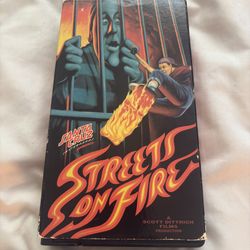 SANTA CRUZ
STREETS
ON FIRE
A
SCOTT DITTRICH
FILMS
PRODUCTION